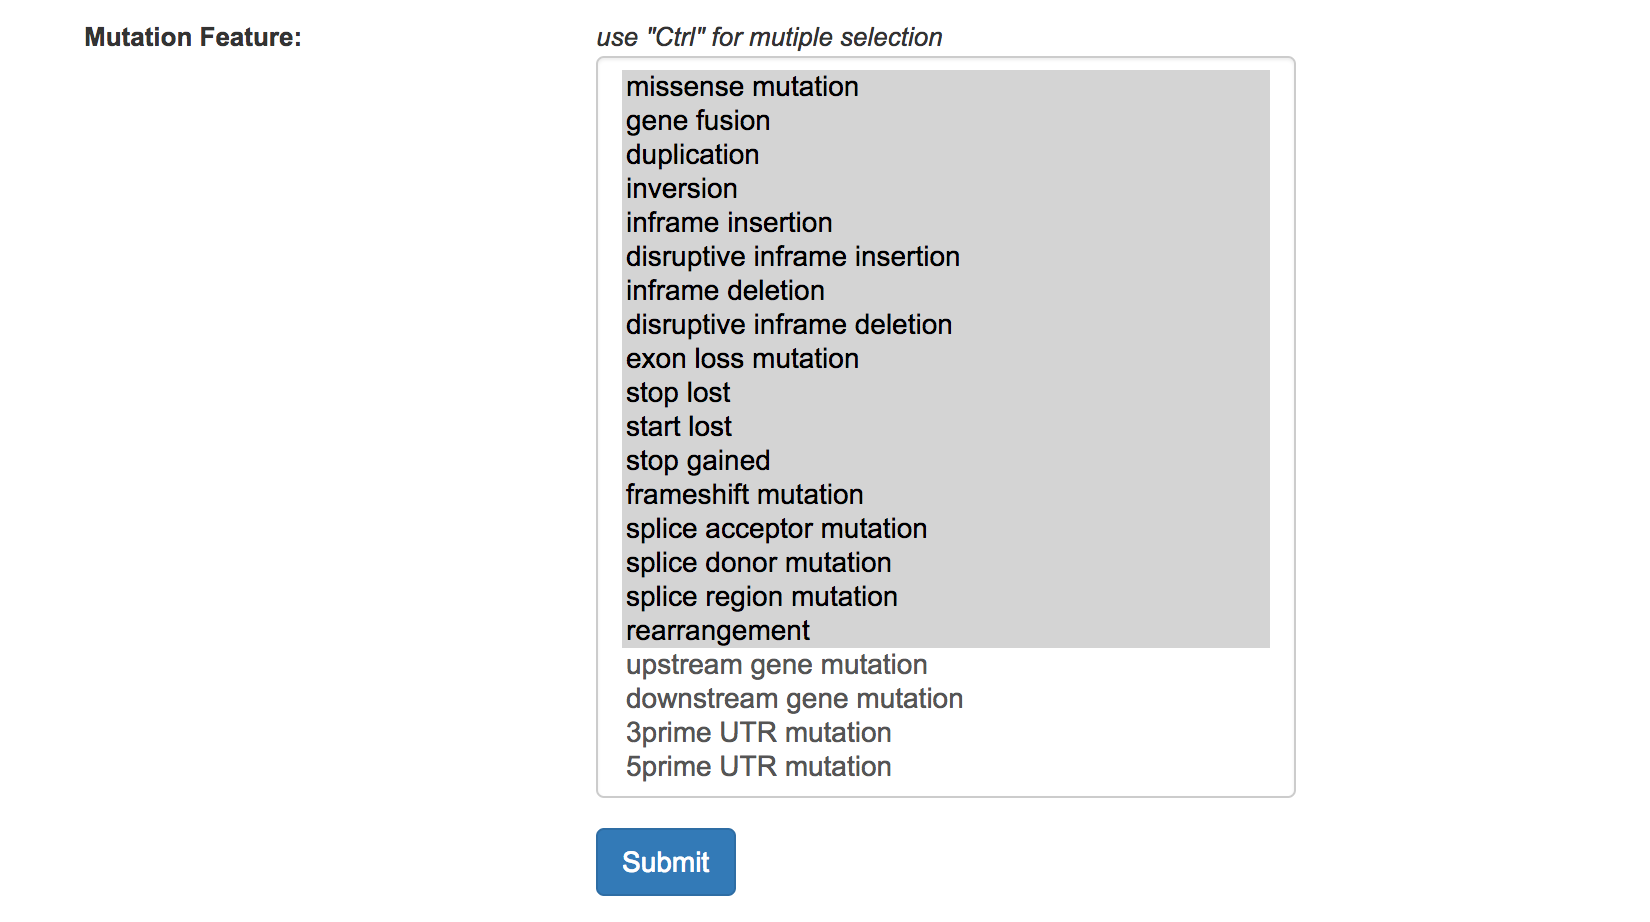 Mutation Feature:
use "Ctrl" for mutiple selection
missense mutation
gene fusion
duplication
inversion
inframe insertion
disruptive inframe insertion
inframe deletion
disruptive inframe deletion
exon loss mutation
stop lost
start lost
stop gained
frameshift mutation
splice acceptor mutation
splice donor mutation
splice region mutation
rearrangement
upstream gene mutation
downstream gene mutation
3prime UTR mutation
5prime UTR mutation
Submit